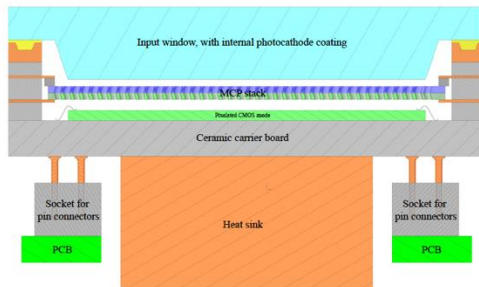 Input window, with internal photocathode coating
MCP stack
Pixelated CMOS anode
Ceramic carrier board
Socket for
pin connectors
Heat sink
Socket for
pin connectors
PCB
PCB